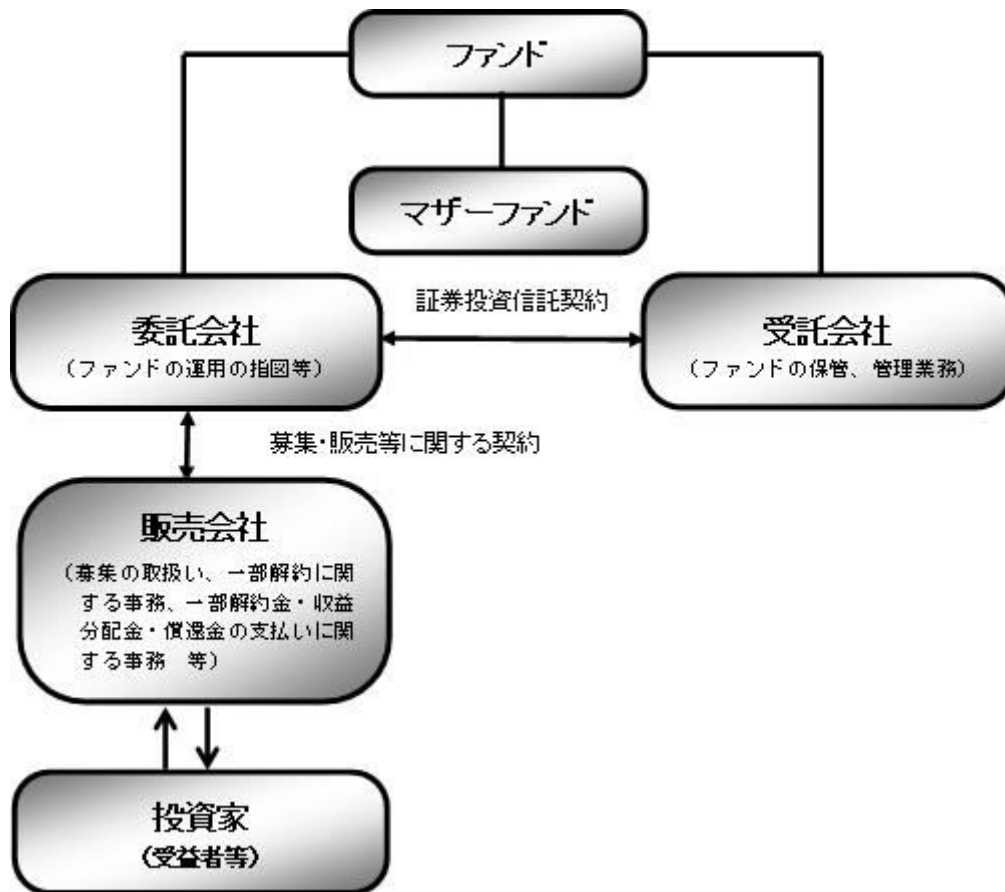 ファンド
マザーファンド
証券投資信託契約
委託会社
(ファンドの運用の指図等)
受託会社
(ファンドの保管、管理業務)
募集・販売等に関する契約
販売会社
(募集の取扱い、一部解約に関
する事務、一部解約金・収益
分配金・償還金の支払いに関
する事務 等)
投資家
(受益者等)